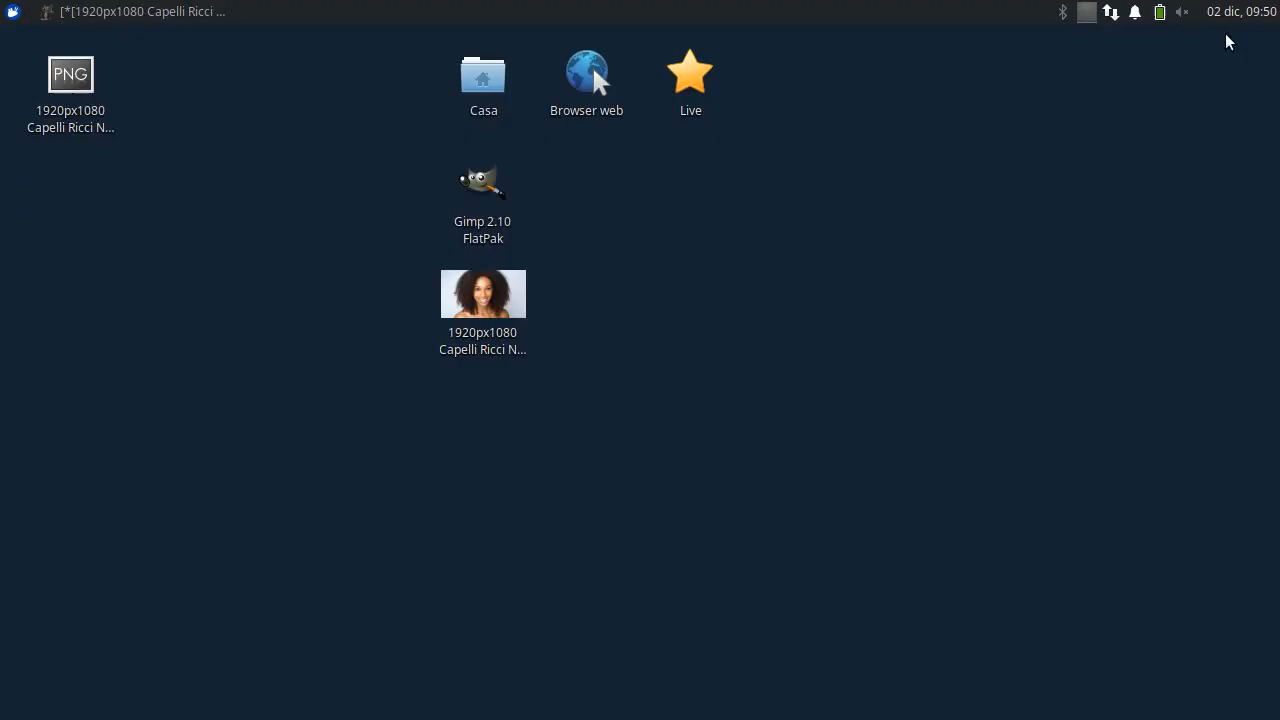 [*[1920px1080 Capelli Ricci ...
02 dic, 09:50
PNG
1920px1080
Capelli Ricci N...
Casa
Browser web
Live
Gimp 2.10
FlatPak
1920px1080
Capelli Ricci N...